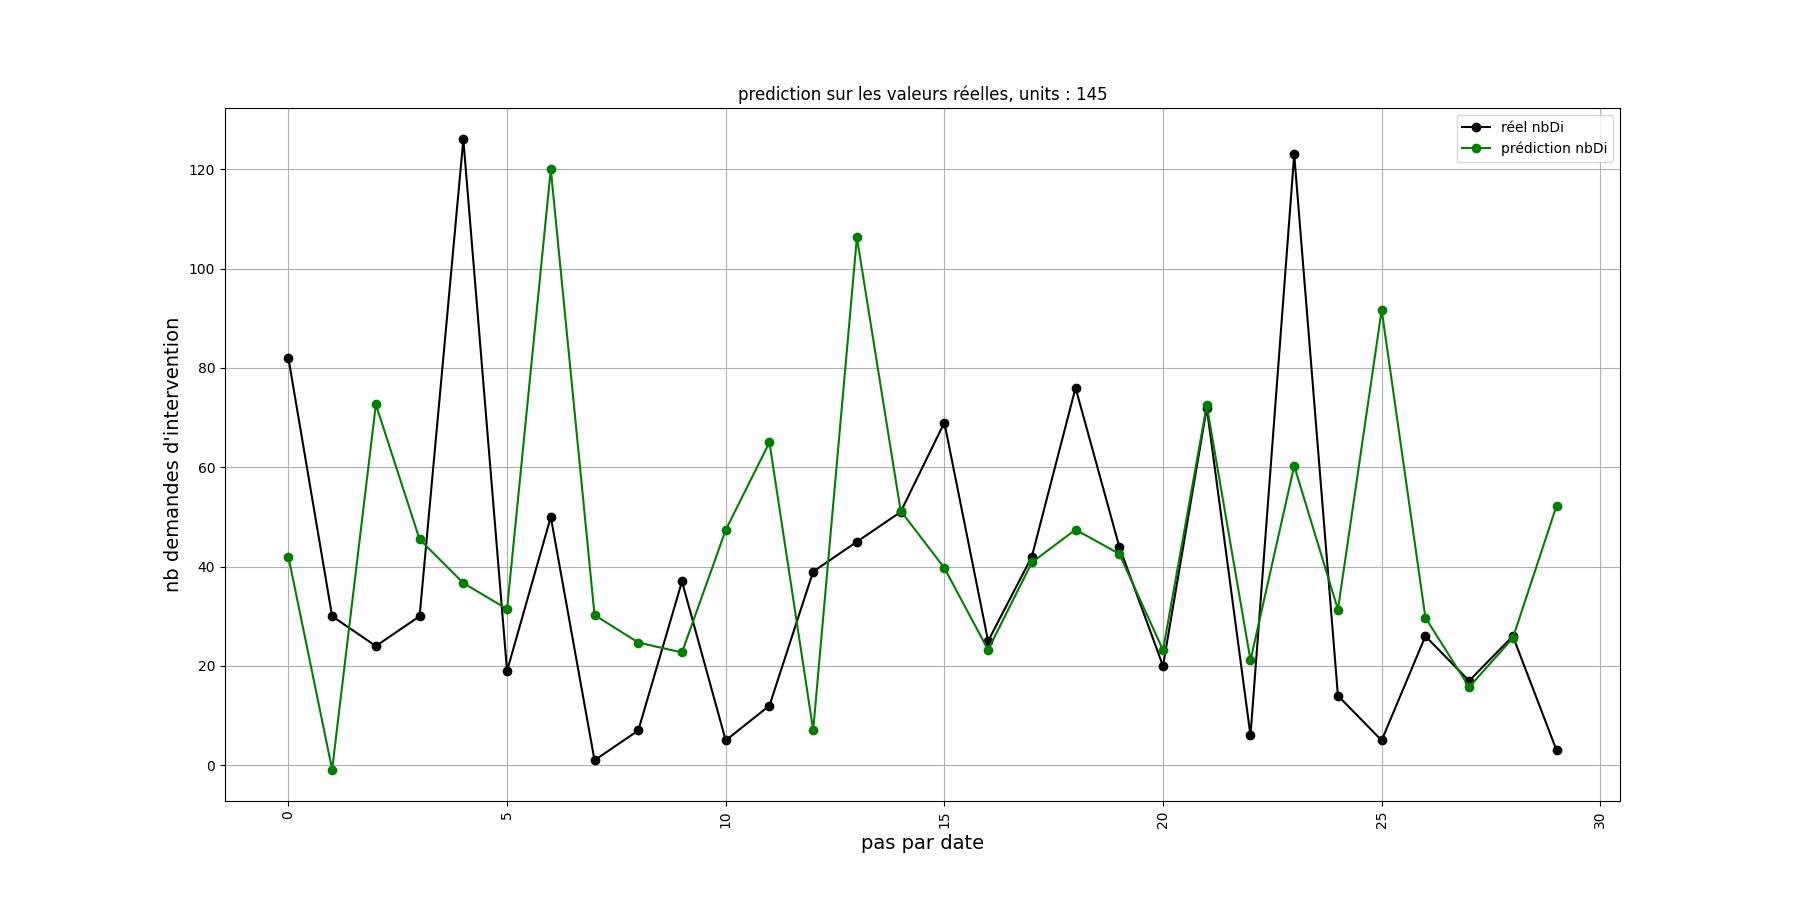 prediction sur les valeurs réelles, units : 145
réel nbDi
prédiction nbDi
nb demandes d'intervention
120
100
80
60
40
20
0
0
5
10
15
20
25
30
pas par date